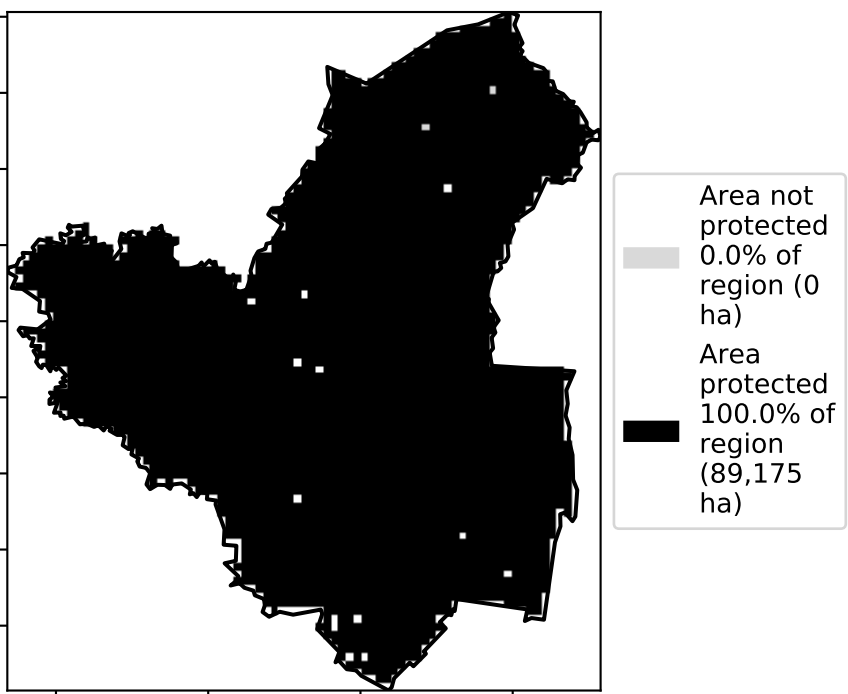 Area not
protected
0.0% of
region (0
ha)
Area
protected
100.0% of
region
(89,175
ha)